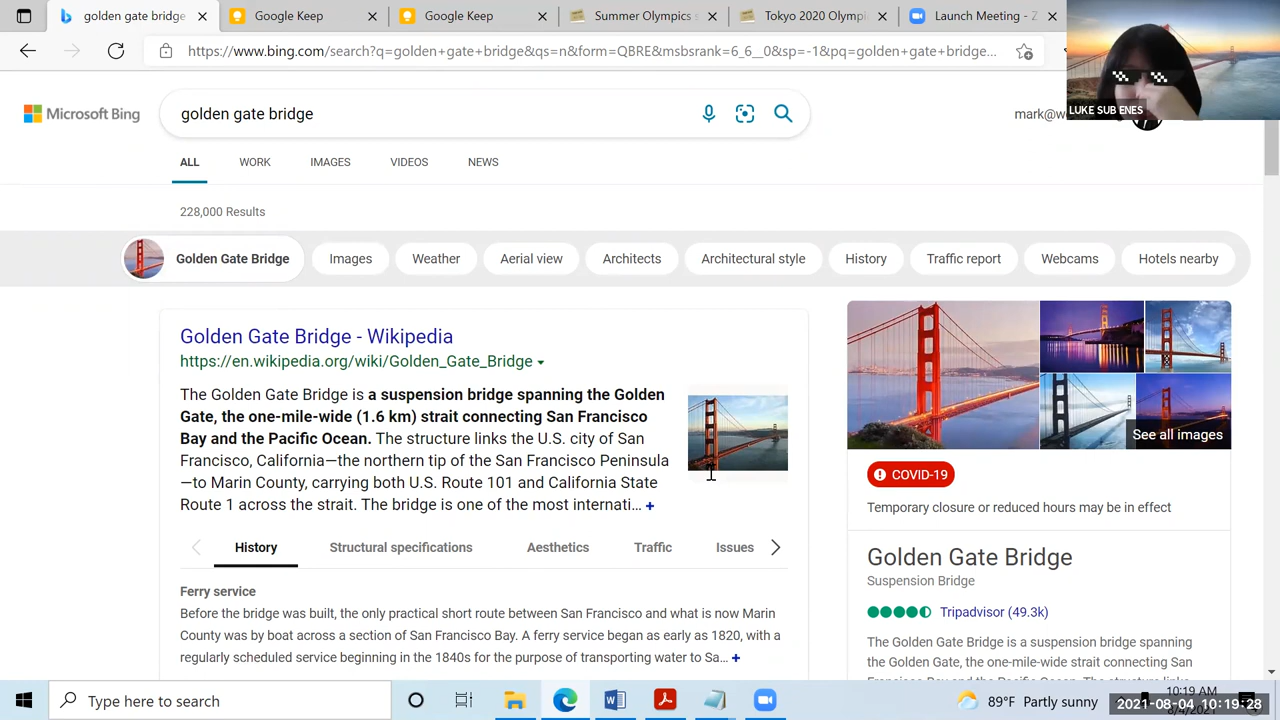 golden gate bridge
Google Keep
Google Keep
Summer Olympics s
Tokyo 2020 Olympi
Launch Meeting - Z
https://www.bing.com/search?q=golden+gate+bridge&qs=n&form=QBRE&msbsrank=6_6__0&sp=-1&pq=golden+gate+bridge...
LUKE SUB ENES
Microsoft Bing
golden gate bridge
mark@w
ALL
WORK
IMAGES
VIDEOS
NEWS
228,000 Results
Golden Gate Bridge
Images
Weather
Aerial view
Architects
Architectural style
History
Traffic report
Webcams
Hotels nearby
Golden Gate Bridge - Wikipedia
https://en.wikipedia.org/wiki/Golden_Gate_Bridge
The Golden Gate Bridge is a suspension bridge spanning the Golden
Gate, the one-mile-wide (1.6 km) strait connecting San Francisco
Bay and the Pacific Ocean. The structure links the U.S. city of San
Francisco, California—the northern tip of the San Francisco Peninsula
—to Marin County, carrying both U.S. Route 101 and California State
Route 1 across the strait. The bridge is one of the most internati... +
History
Structural specifications
Aesthetics
Traffic
Issues
Ferry service
Before the bridge was built, the only practical short route between San Francisco and what is now Marin
County was by boat across a section of San Francisco Bay. A ferry service began as early as 1820, with a
regularly scheduled service beginning in the 1840s for the purpose of transporting water to Sa... +
See all images
COVID-19
Temporary closure or reduced hours may be in effect
Golden Gate Bridge
Suspension Bridge
Tripadvisor (49.3k)
The Golden Gate Bridge is a suspension bridge spanning
the Golden Gate, the one-mile-wide strait connecting San
Type here to search
89°F Partly sunny
10:19 AM
2021-08-04 10:19:28